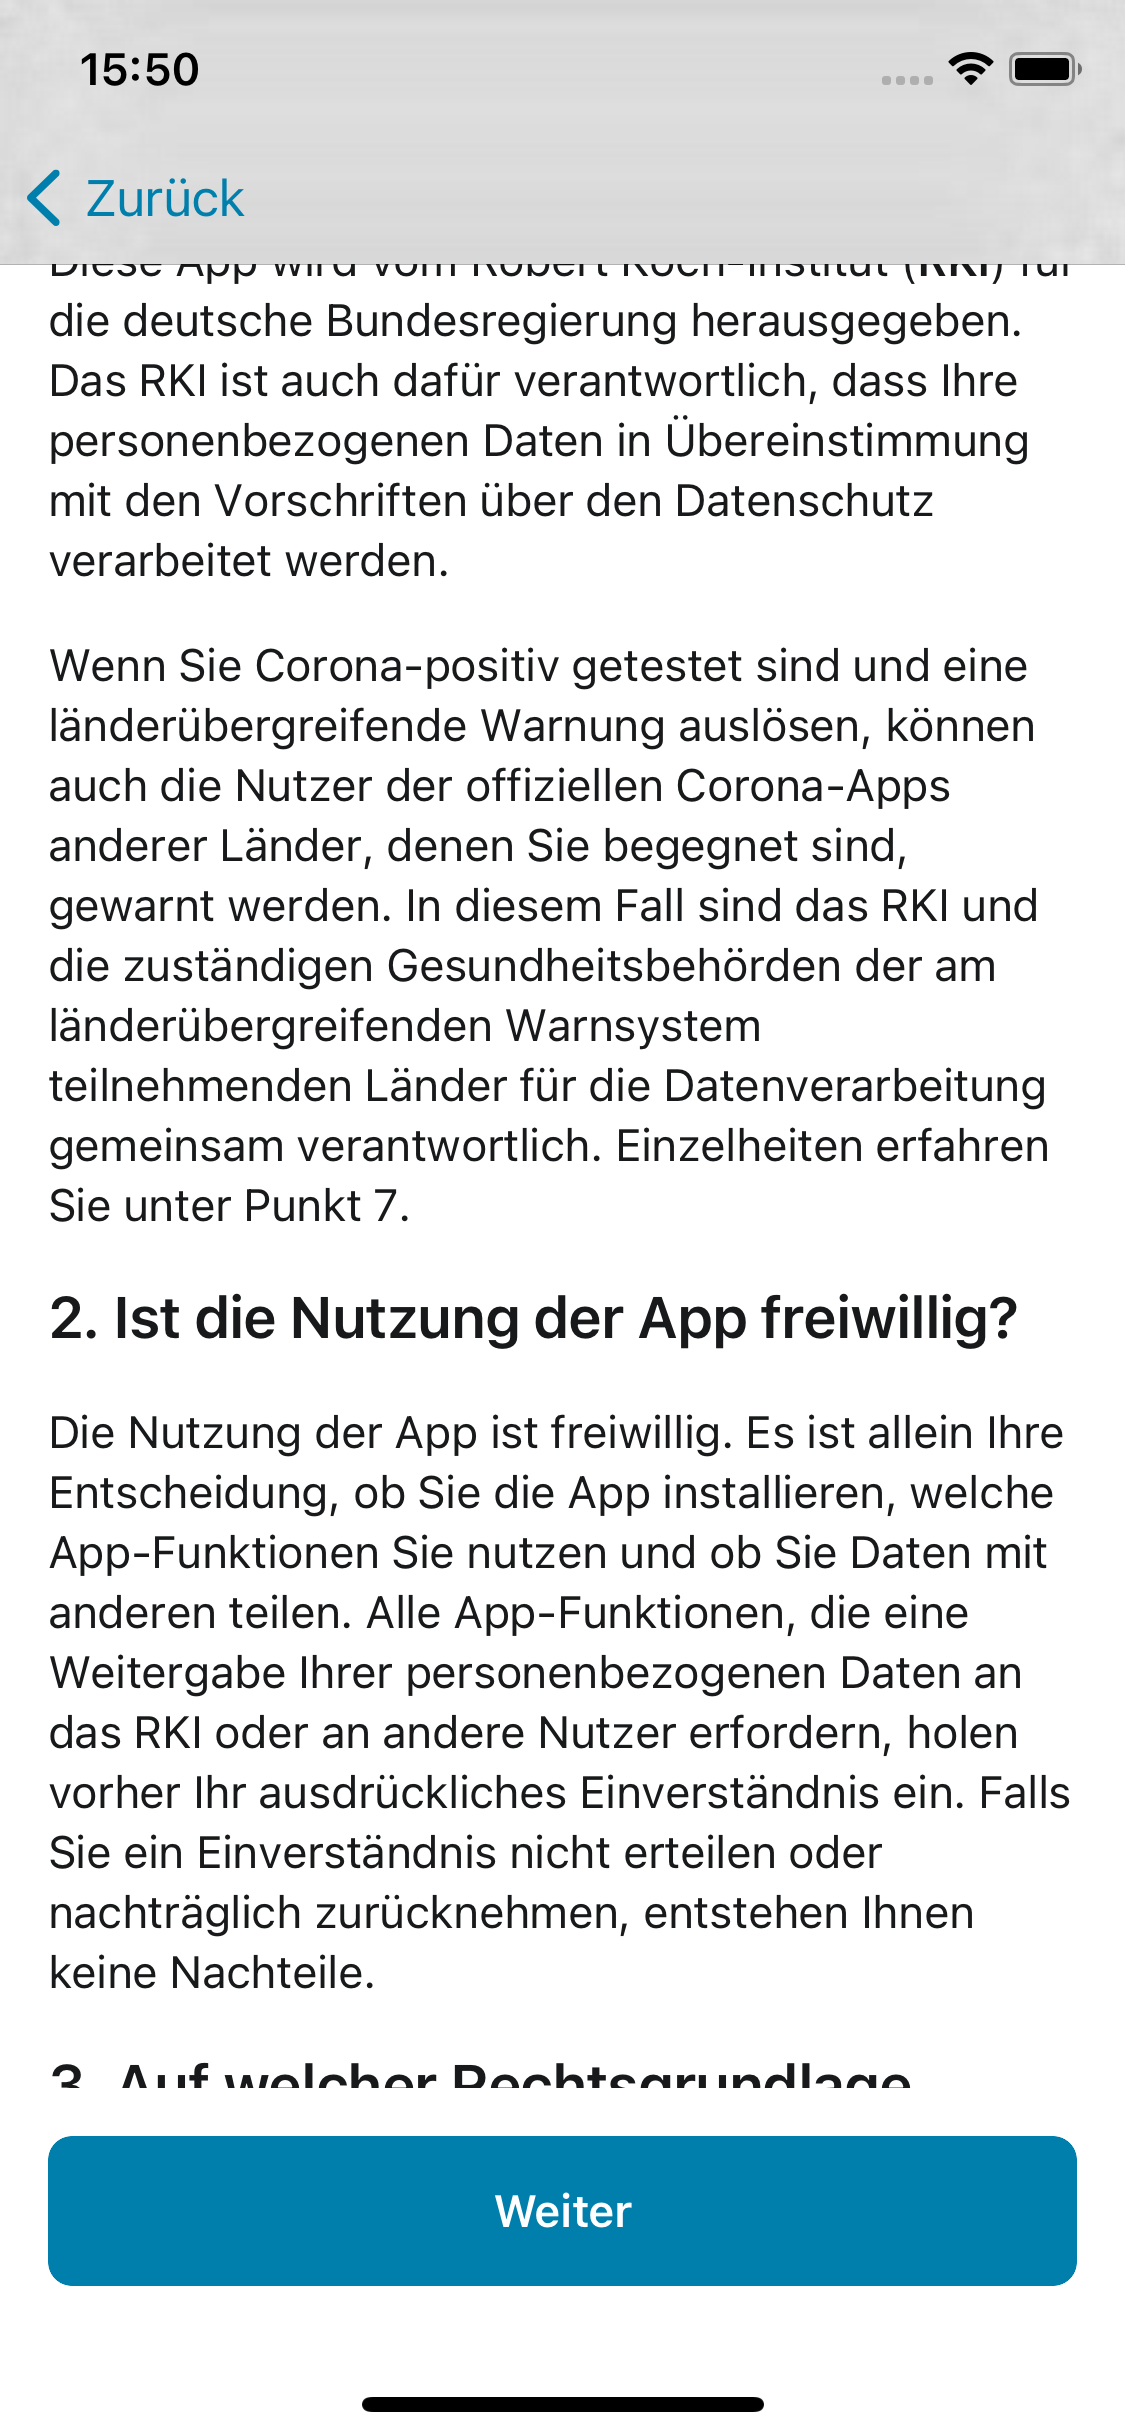 15:50
Zurück
Diese App wird vom Robert Koch-Institut (RKI) für
die deutsche Bundesregierung herausgegeben.
Das RKI ist auch dafür verantwortlich, dass Ihre
personenbezogenen Daten in Übereinstimmung
mit den Vorschriften über den Datenschutz
verarbeitet werden.
Wenn Sie Corona-positiv getestet sind und eine
länderübergreifende Warnung auslösen, können
auch die Nutzer der offiziellen Corona-Apps
anderer Länder, denen Sie begegnet sind,
gewarnt werden. In diesem Fall sind das RKI und
die zuständigen Gesundheitsbehörden der am
länderübergreifenden Warnsystem
teilnehmenden Länder für die Datenverarbeitung
gemeinsam verantwortlich. Einzelheiten erfahren
Sie unter Punkt 7.
2. Ist die Nutzung der App freiwillig?
Die Nutzung der App ist freiwillig. Es ist allein Ihre
Entscheidung, ob Sie die App installieren, welche
App-Funktionen Sie nutzen und ob Sie Daten mit
anderen teilen. Alle App-Funktionen, die eine
Weitergabe Ihrer personenbezogenen Daten an
das RKI oder an andere Nutzer erfordern, holen
vorher Ihr ausdrückliches Einverständnis ein. Falls
Sie ein Einverständnis nicht erteilen oder
nachträglich zurücknehmen, entstehen Ihnen
keine Nachteile.
3. Auf welcher Rechtsgrundlage
Weiter